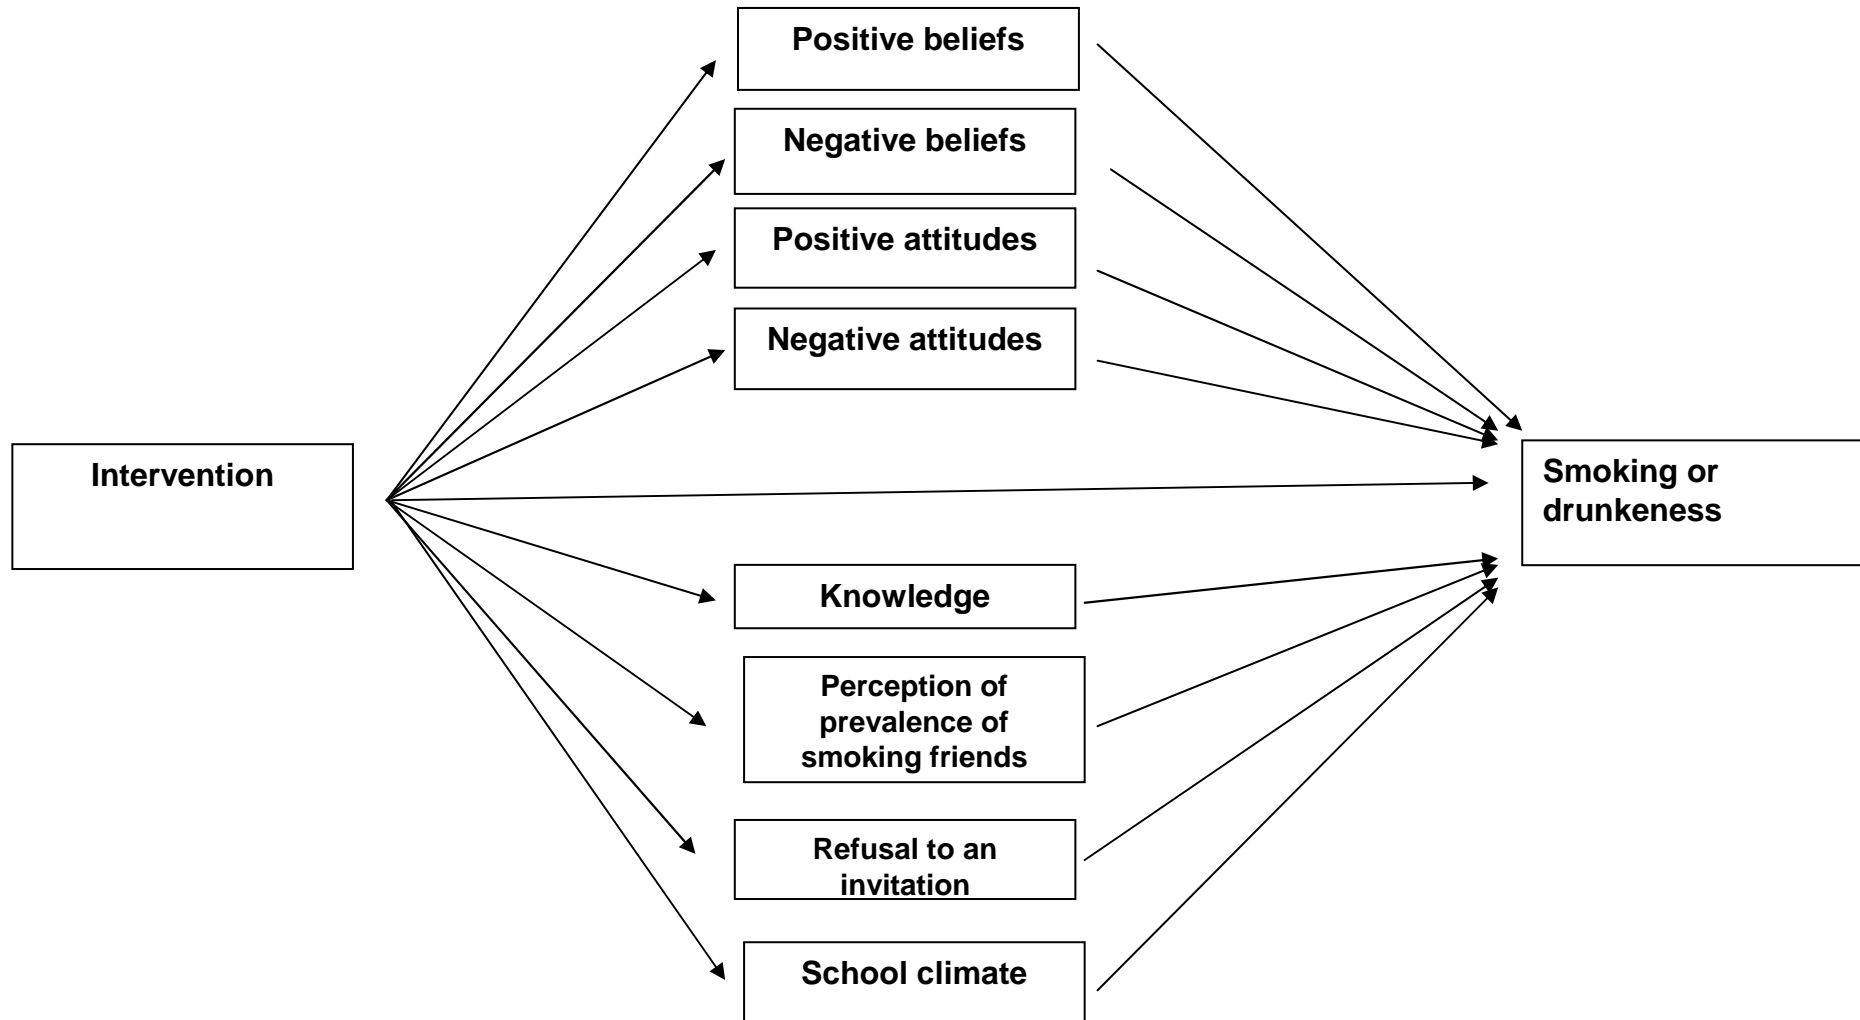 Positive beliefs
Negative beliefs
Positive attitudes
Negative attitudes
Intervention
Smoking or
drunkeness
Knowledge
Perception of
prevalence of
smoking friends
Refusal to an
invitation
School climate